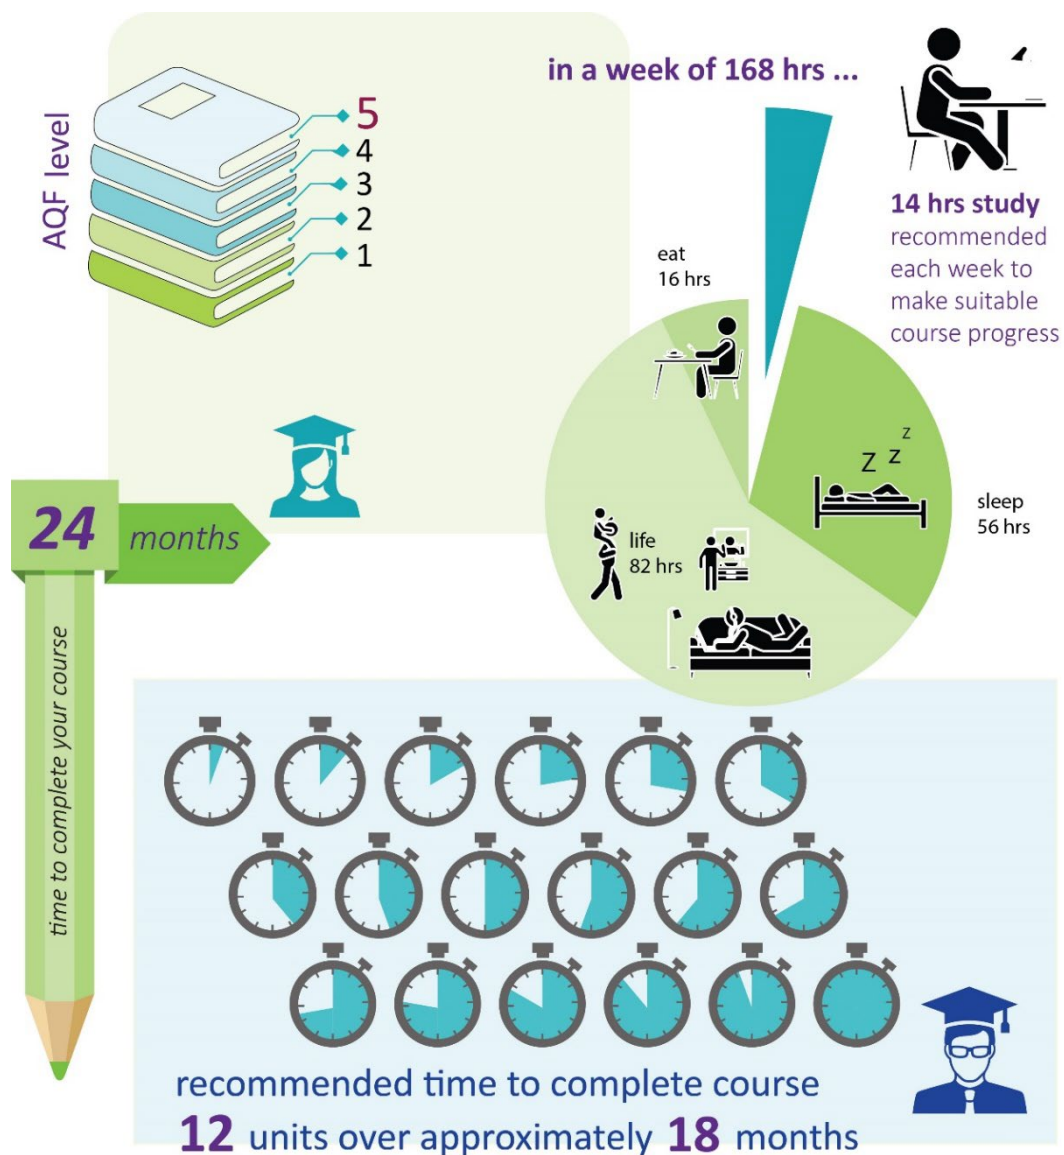 AQF level
5
4
3
2
1
in a week of 168 hrs ...
14 hrs study
recommended
each week to
make suitable
course progress
eat
16 hrs
Z z z
sleep
56 hrs
life
82 hrs
24 months
time to complete your course
recommended time to complete course
12 units over approximately 18 months